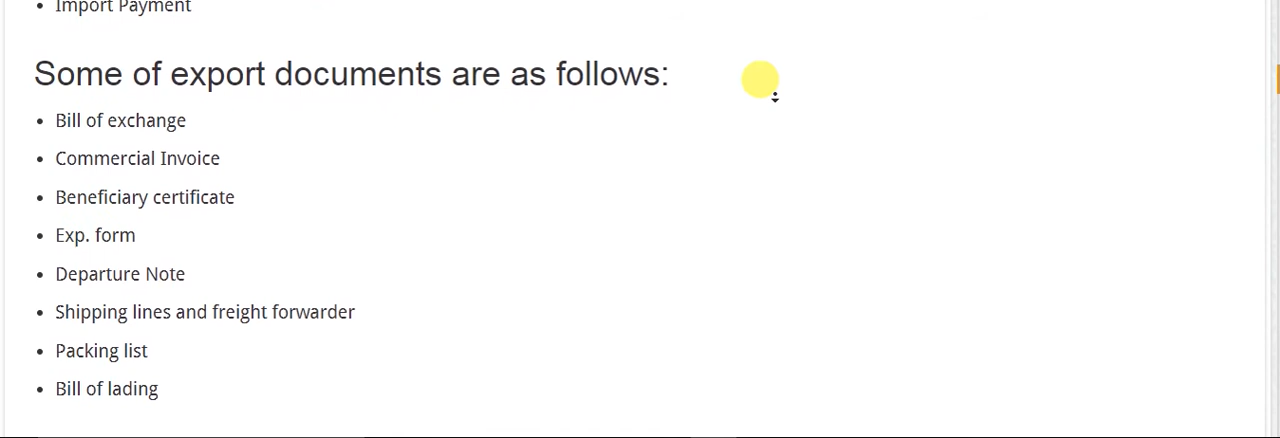 • Import Payment
Some of export documents are as follows:
• Bill of exchange
• Commercial Invoice
• Beneficiary certificate
• Exp. form
• Departure Note
• Shipping lines and freight forwarder
• Packing list
• Bill of lading